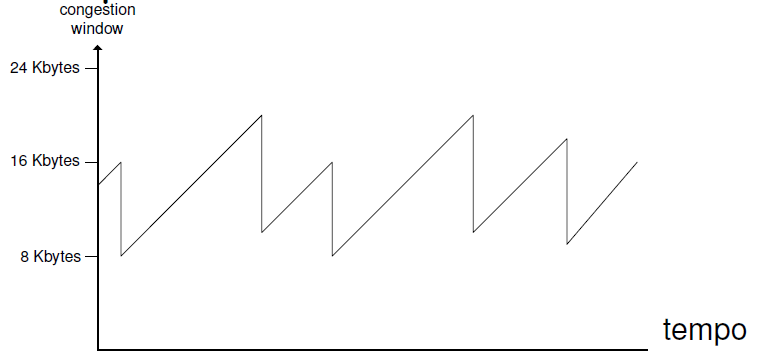 congestion
window
24 Kbytes
16 Kbytes
8 Kbytes
tempo